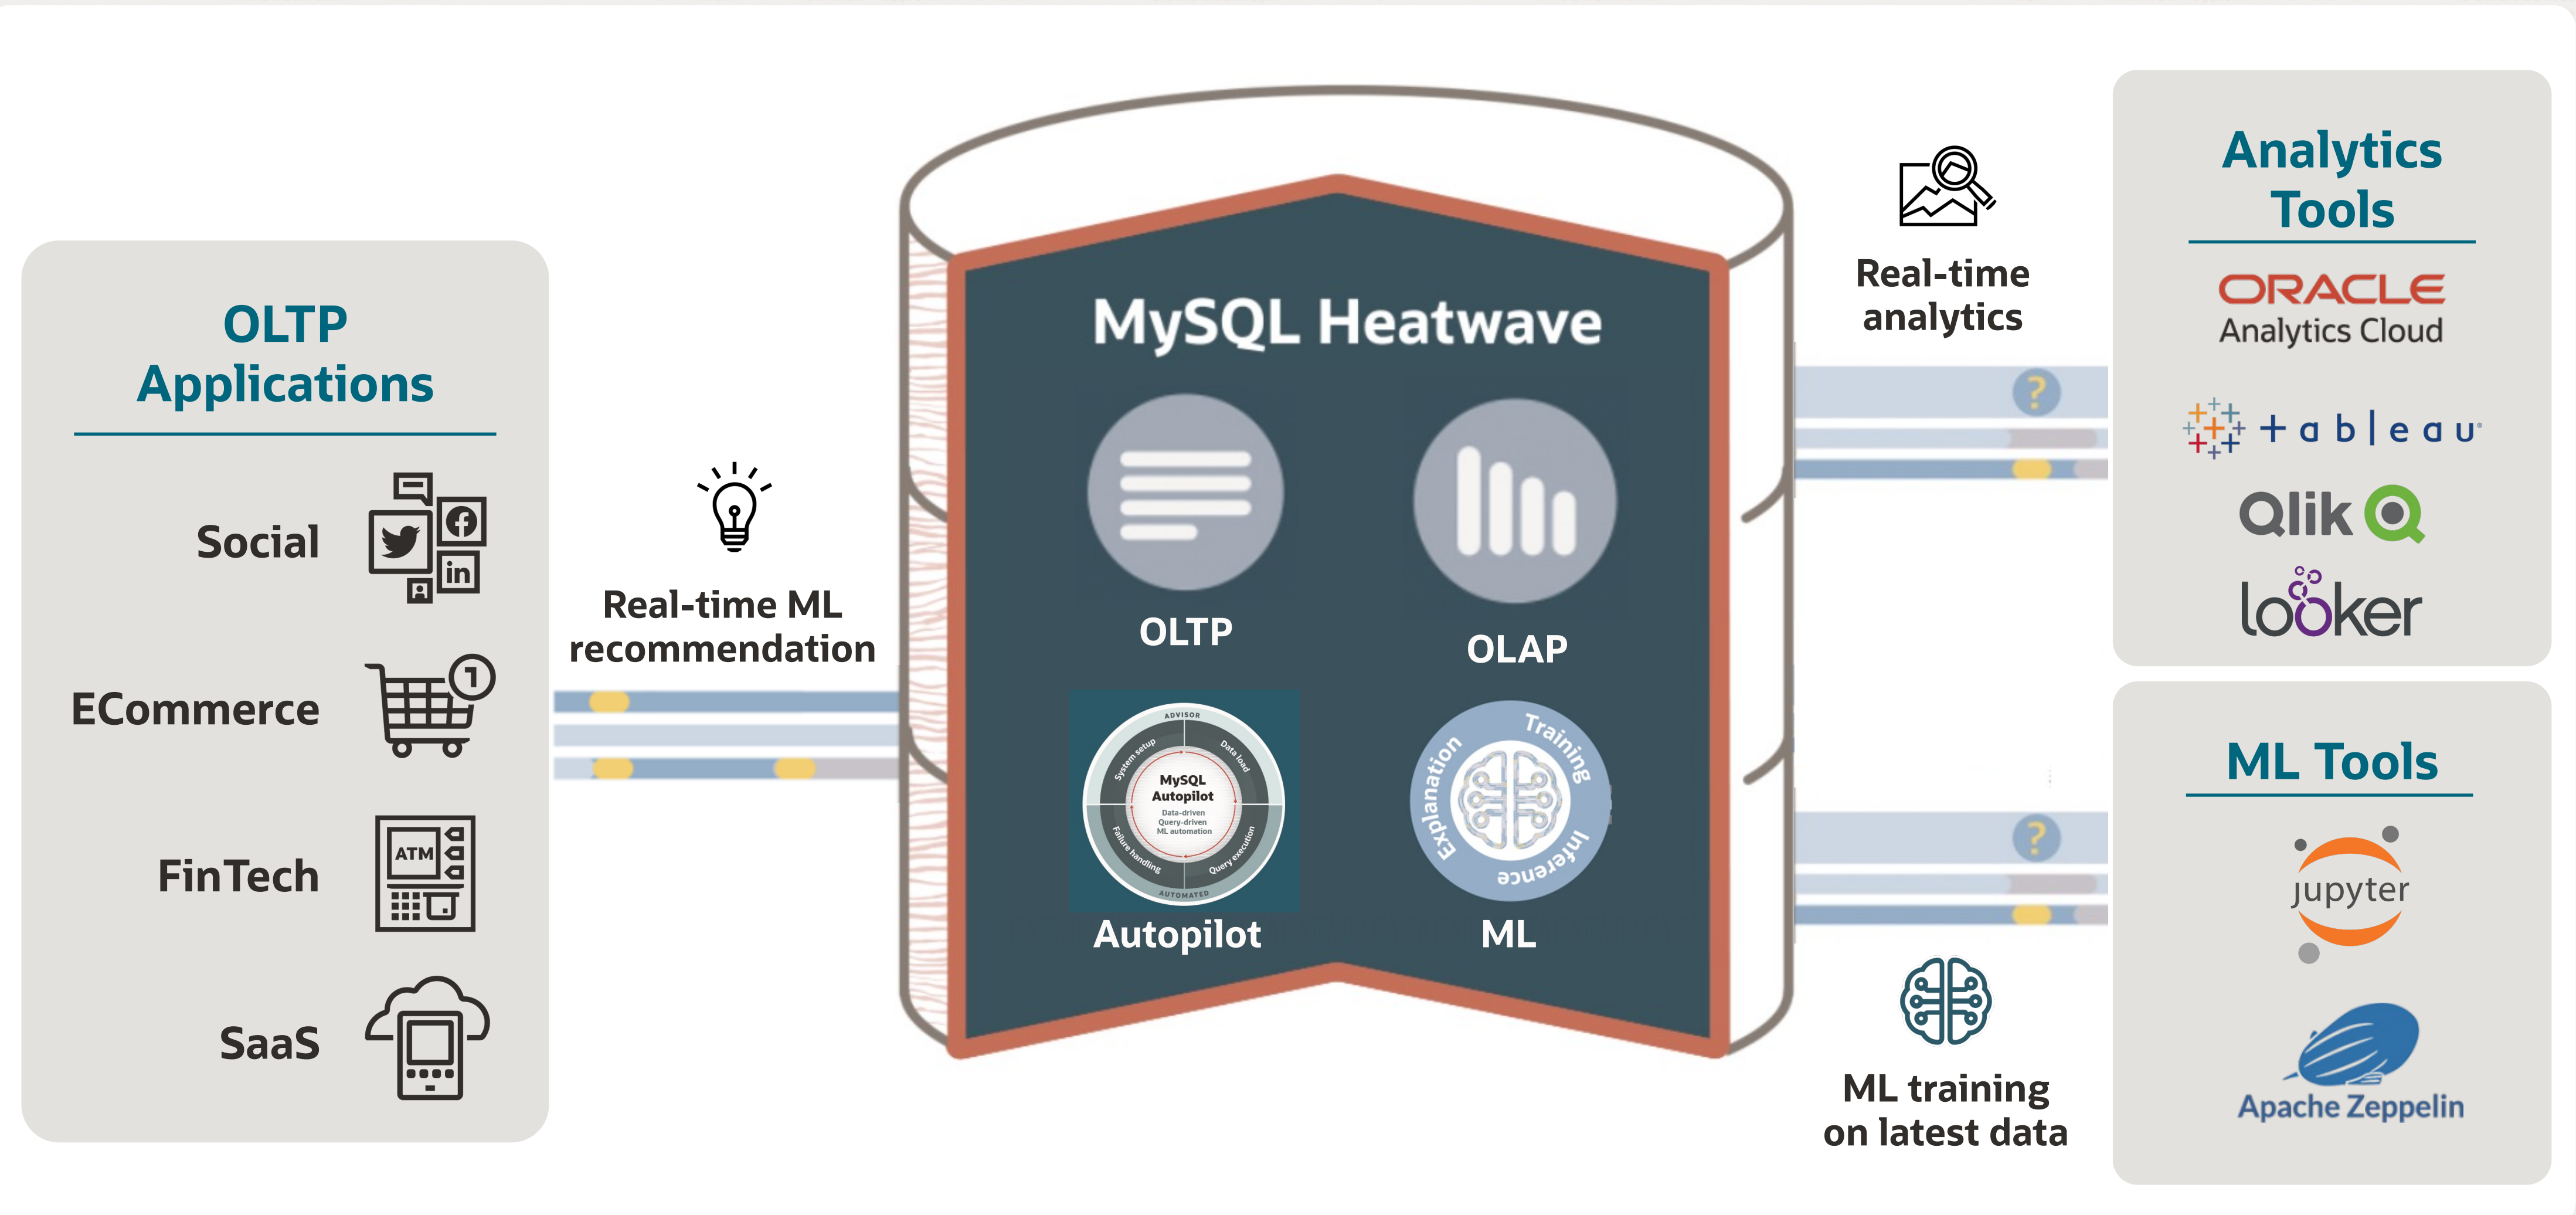 OLTP
Applications
Social
in
ECommerce
1
FinTech
ATM
SaaS
Real-time ML
recommendation
MySQL Heatwave
OLTP
OLAP
ADVISOR
System setup
Data load
MySQL
Autopilot
Data-driven
Query-driven
ML automation
Failure handling
Query execution
AUTOMATED
Autopilot
Training
Explanation
Inference
ML
Real-time
analytics
?
?
ML training
on latest data
Analytics
Tools
ORACLE
Analytics Cloud
+ableau
Qlik
looker
ML Tools
jupyter
Apache Zeppelin